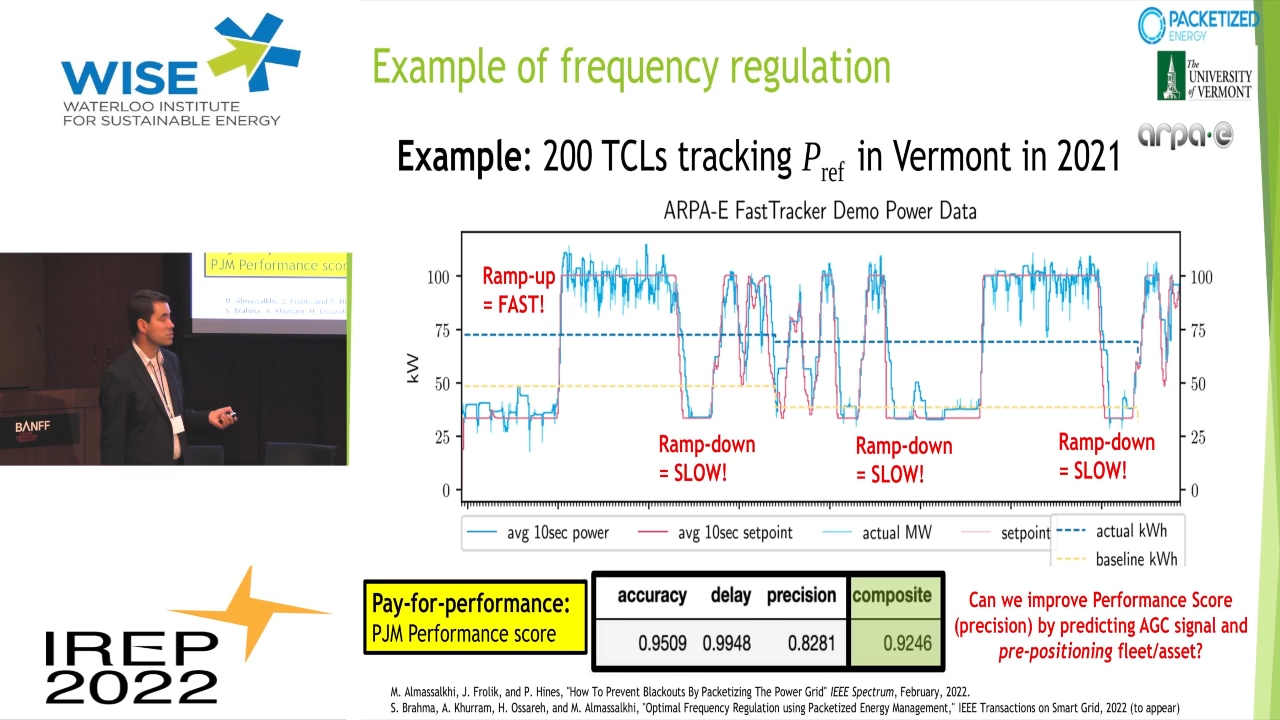 WISE
WATERLOO INSTITUTE
FOR SUSTAINABLE ENERGY
Example of frequency regulation
PACKETIZED
ENERGY
The
UNIVERSITY
of VERMONT
arpa·e
Example: 200 TCLs tracking P_ref in Vermont in 2021
ARPA-E FastTracker Demo Power Data
kW
100
75
50
25
0
100
75
50
25
0
Ramp-up
= FAST!
Ramp-down
= SLOW!
Ramp-down
= SLOW!
Ramp-down
= SLOW!
avg 10sec power
avg 10sec setpoint
actual MW
setpoint
actual kWh
baseline kWh
PJM Performance scor
M. Almassalkhi, J. Frolik, and P. H
S. Brahma, A. Khurram, H. Ossareh
BANFF
IREP
2022
Pay-for-performance:
PJM Performance score
accuracy delay precision composite
0.9509 0.9948 0.8281 0.9246
Can we improve Performance Score
(precision) by predicting AGC signal and
pre-positioning fleet/asset?
M. Almassalkhi, J. Frolik, and P. Hines, "How To Prevent Blackouts By Packetizing The Power Grid" IEEE Spectrum, February, 2022.
S. Brahma, A. Khurram, H. Ossareh, and M. Almassalkhi, "Optimal Frequency Regulation using Packetized Energy Management," IEEE Transactions on Smart Grid, 2022 (to appear)